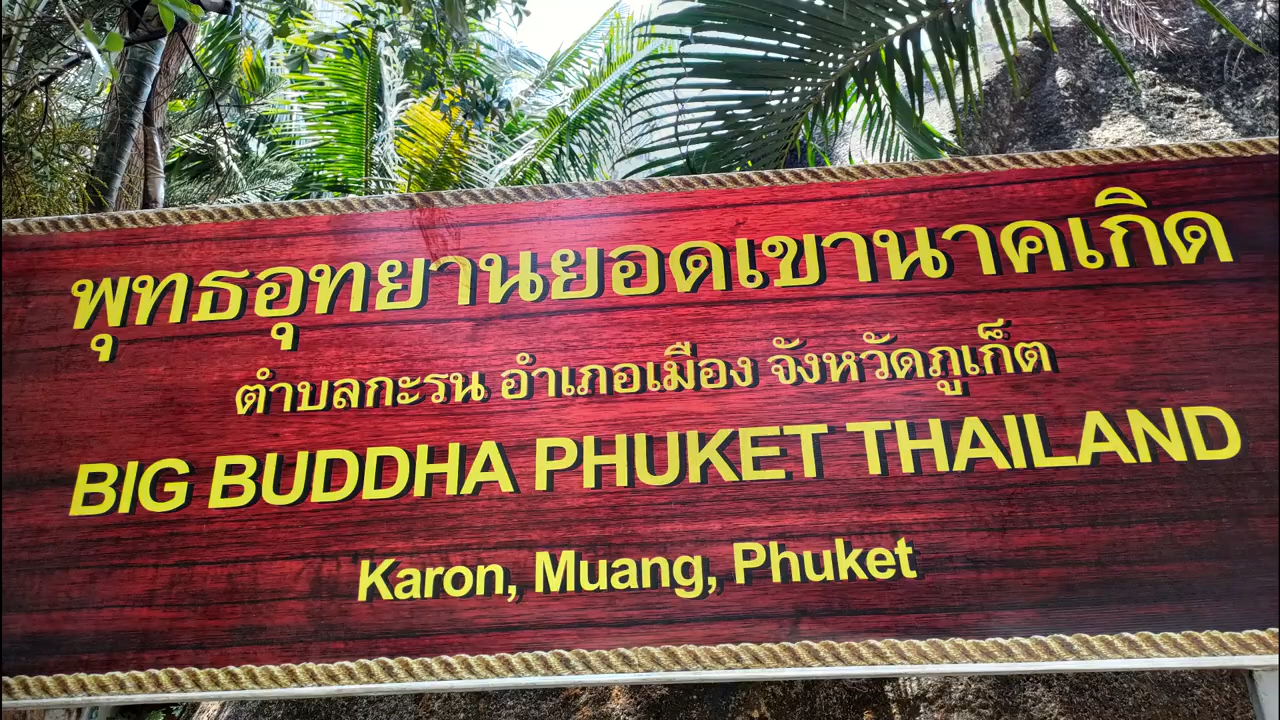 พุทธอุทยานยอดเขานาคเกิด
ตำบลกะรน อำเภอเมือง จังหวัดภูเก็ต
BIG BUDDHA PHUKET THAILAND
Karon, Muang, Phuket